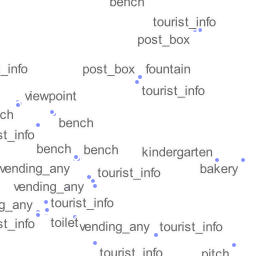 bench
tourist_info
post_box
_info
post_box fountain
tourist_info
viewpoint
ch
bench
st_info
bench bench
kindergarten
vending_any
tourist_info
bakery
vending_any
g_any
tourist_info
st_info
toilet
vending_any
tourist_info
tourist_info
pitch